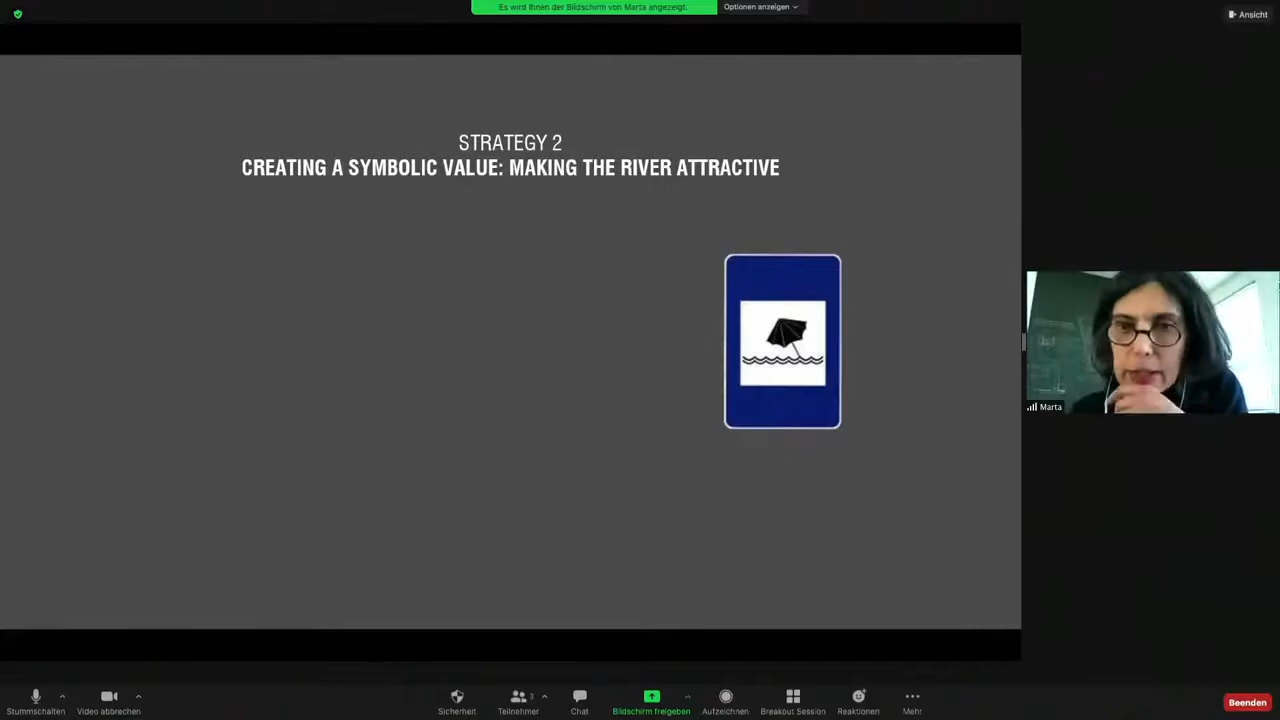 Es wird Ihnen der Bildschirm von Marta angezeigt.
Optionen anzeigen
Ansicht
STRATEGY 2
CREATING A SYMBOLIC VALUE: MAKING THE RIVER ATTRACTIVE
Marta
Stummschalten
Video abbrechen
Sicherheit
Teilnehmer
Chat
Bildschirm freigeben
Aufzeichnen
Breakout Session
Reaktionen
Mehr
Beenden